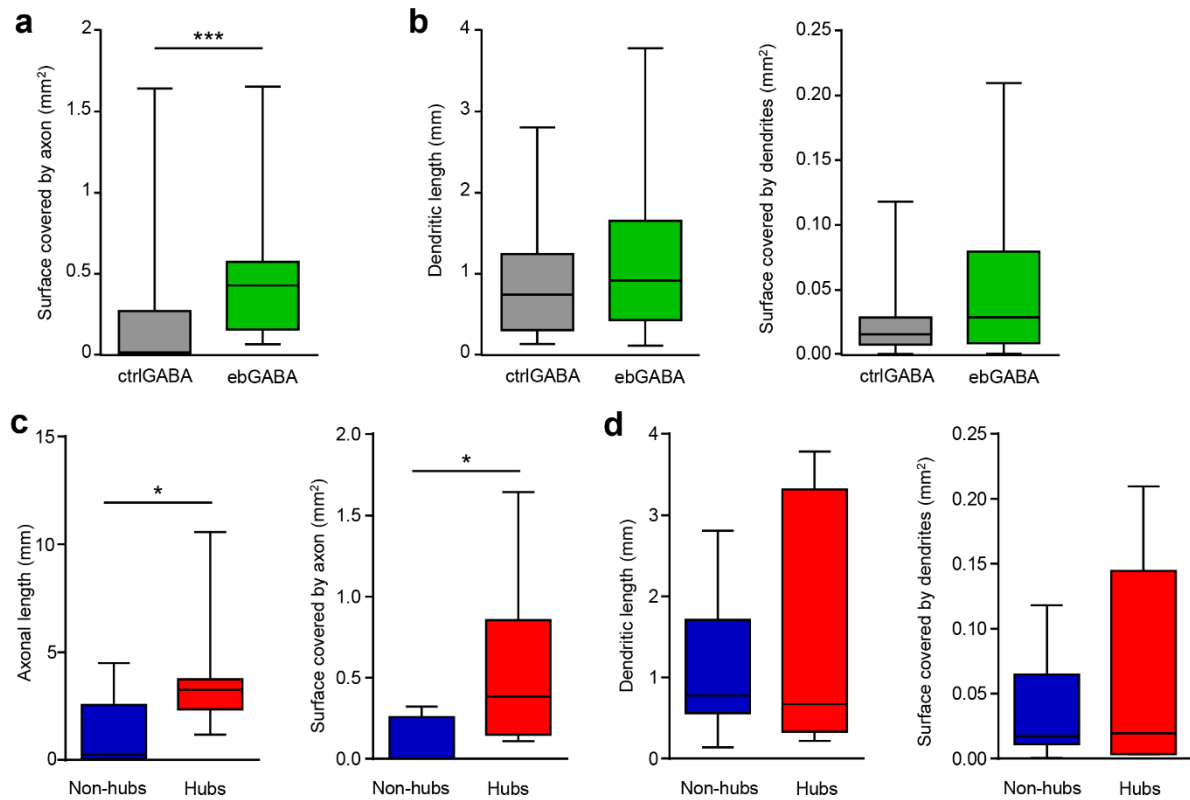 a
Surface covered by axon (mm²)
2
1.5
1
0.5
0
***
ctrlGABA
ebGABA
b
Dendritic length (mm)
4
3
2
1
0
ctrlGABA
ebGABA
Surface covered by dendrites (mm²)
0.25
0.20
0.15
0.10
0.05
0.00
ctrlGABA
ebGABA
c
Axonal length (mm)
15
10
5
0
*
Non-hubs
Hubs
Surface covered by axon (mm²)
2.0
1.5
1.0
0.5
0.0
*
Non-hubs
Hubs
d
Dendritic length (mm)
4
3
2
1
0
Non-hubs
Hubs
Surface covered by dendrites (mm²)
0.25
0.20
0.15
0.10
0.05
0.00
Non-hubs
Hubs